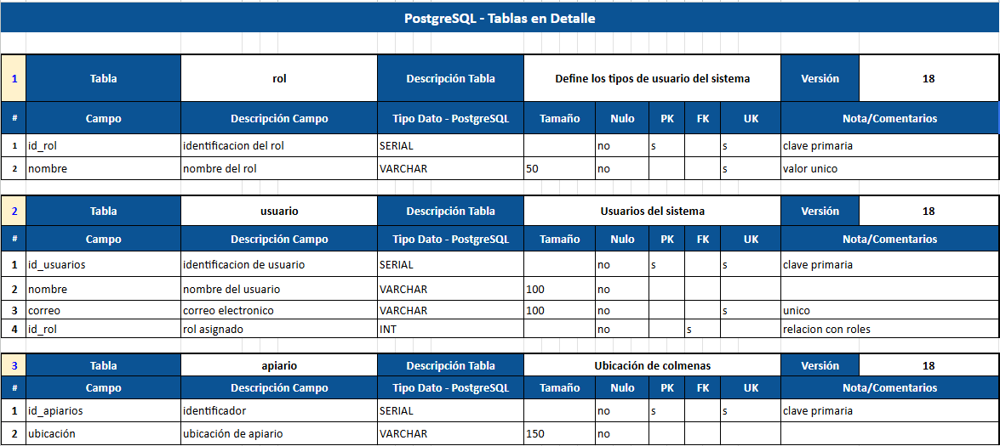 PostgreSQL - Tablas en Detalle
1 Tabla rol Descripción Tabla Define los tipos de usuario del sistema Versión 18
# Campo Descripción Campo Tipo Dato - PostgreSQL Tamaño Nulo PK FK UK Nota/Comentarios
1 id_rol identificacion del rol SERIAL no s s clave primaria
2 nombre nombre del rol VARCHAR 50 no s valor unico
2 Tabla usuario Descripción Tabla Usuarios del sistema Versión 18
# Campo Descripción Campo Tipo Dato - PostgreSQL Tamaño Nulo PK FK UK Nota/Comentarios
1 id_usuarios identificacion de usuario SERIAL no s s clave primaria
2 nombre nombre del usuario VARCHAR 100 no
3 correo correo electronico VARCHAR 100 no s unico
4 id_rol rol asignado INT no s relacion con roles
3 Tabla apiario Descripción Tabla Ubicación de colmenas Versión 18
# Campo Descripción Campo Tipo Dato - PostgreSQL Tamaño Nulo PK FK UK Nota/Comentarios
1 id_apiarios identificador SERIAL no s s clave primaria
2 ubicación ubicación de apiario VARCHAR 150 no